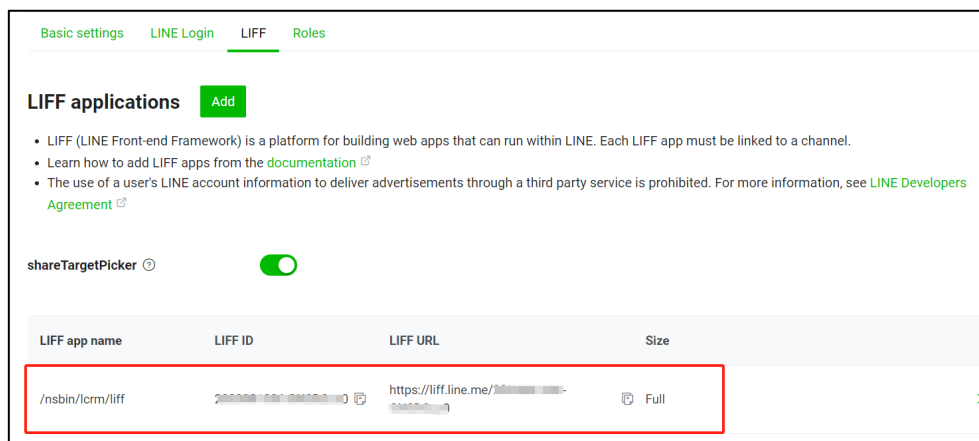 Basic settings LINE Login LIFF Roles
LIFF applications Add
• LIFF (LINE Front-end Framework) is a platform for building web apps that can run within LINE. Each LIFF app must be linked to a channel.
• Learn how to add LIFF apps from the documentation
• The use of a user's LINE account information to deliver advertisements through a third party service is prohibited. For more information, see LINE Developers
Agreement
shareTargetPicker
LIFF app name LIFF ID LIFF URL Size
/nsbin/lcrm/liff https://liff.line.me/ Full